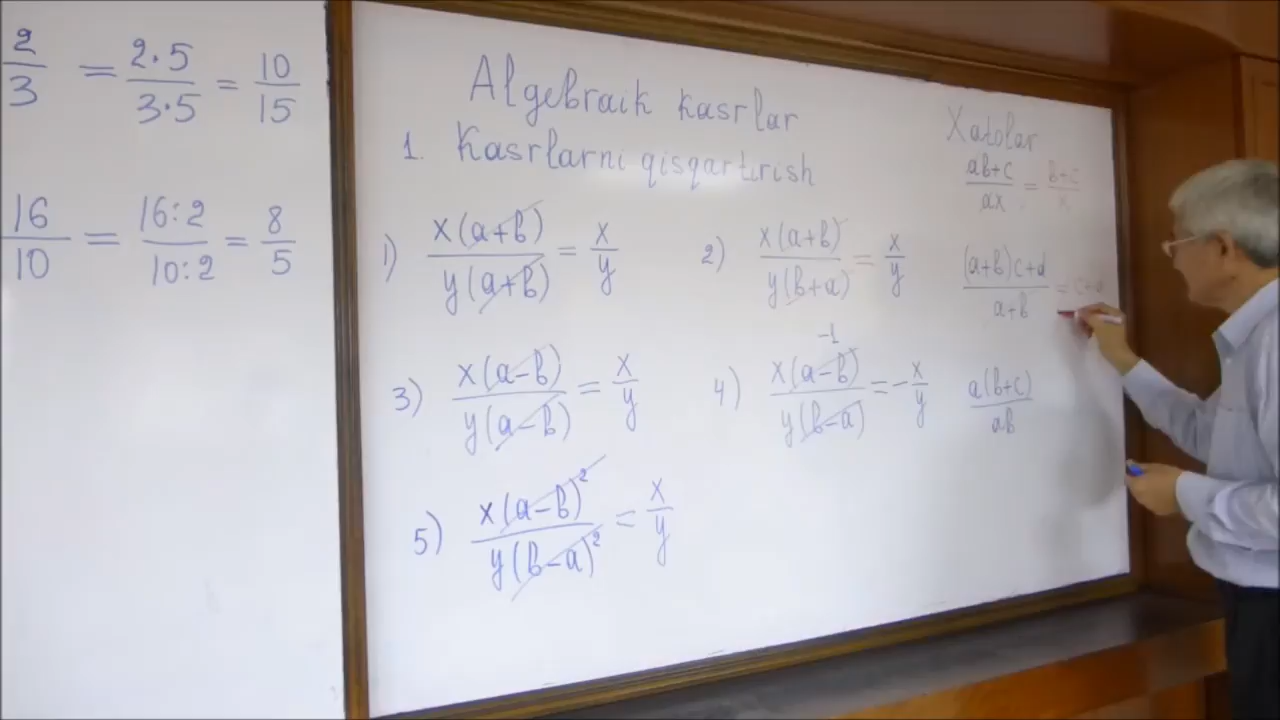 2/3 = 2·5/3·5 = 10/15
16/10 = 16:2/10:2 = 8/5
Algebraik kasrlar
1. Kasrlarni qisqartirish
1) x(a+b)/y(a+b) = x/y
2) x(a+b)/y(b+a) = x/y
3) x(a-b)/y(a-b) = x/y
-1
4) x(a-b)/y(b-a) = -x/y
5) x(a-b)²/y(b-a)² = x/y
Xatolar
ab+c/ax = b+c/x
(a+b)c+d/a+b = c+d
a(b+c)/ab